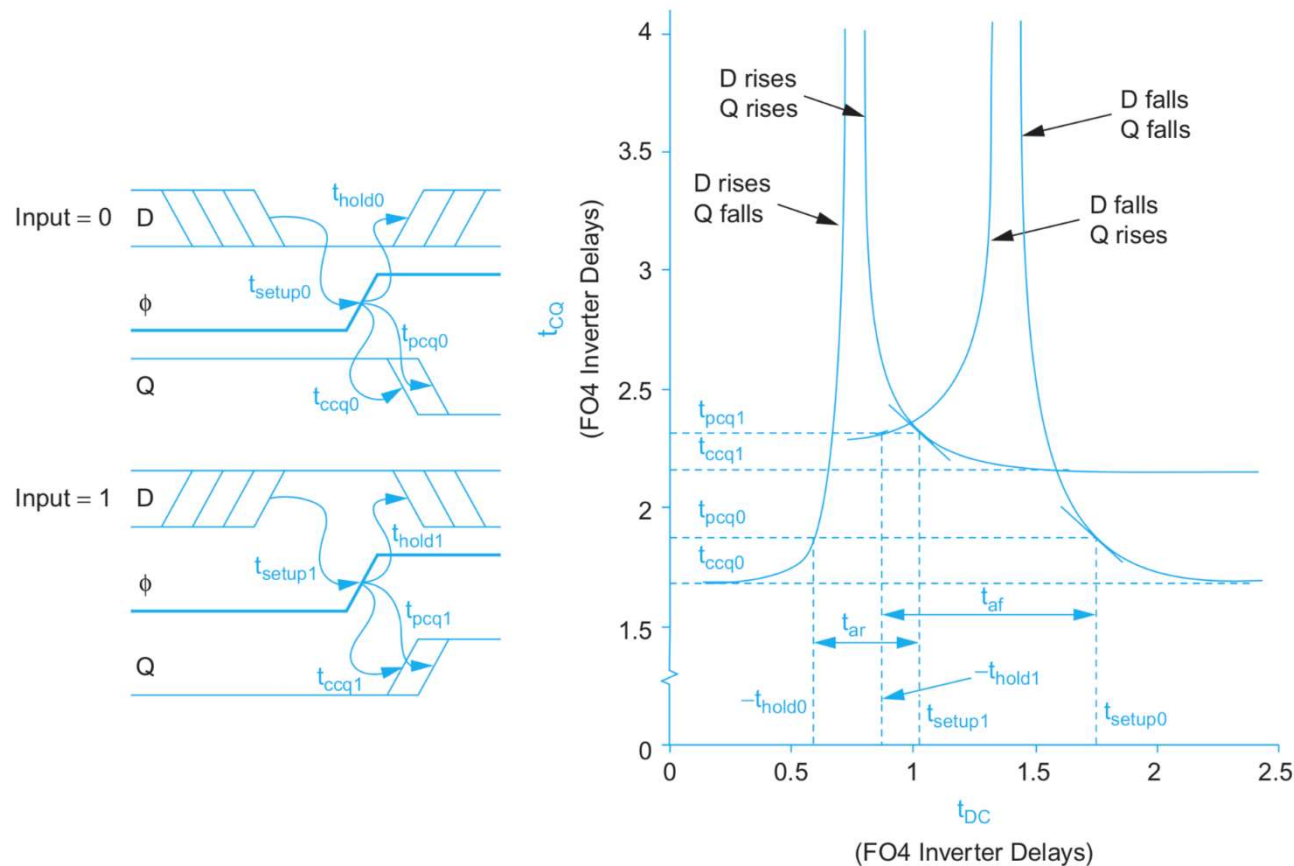 Input = 0
D
t_hold0
t_setup0
ϕ
t_pcq0
t_ccq0
Q
Input = 1
D
t_hold1
t_setup1
ϕ
t_pcq1
t_ccq1
Q
t_CQ
(FO4 Inverter Delays)
4
3.5
3
2.5
2
1.5
0
D rises
Q rises
D falls
Q falls
D rises
Q falls
D falls
Q rises
t_pcq1
t_ccq1
t_pcq0
t_ccq0
t_ar
t_af
−t_hold0
−t_hold1
t_setup1
t_setup0
0
0.5
1
1.5
2
2.5
t_DC
(FO4 Inverter Delays)